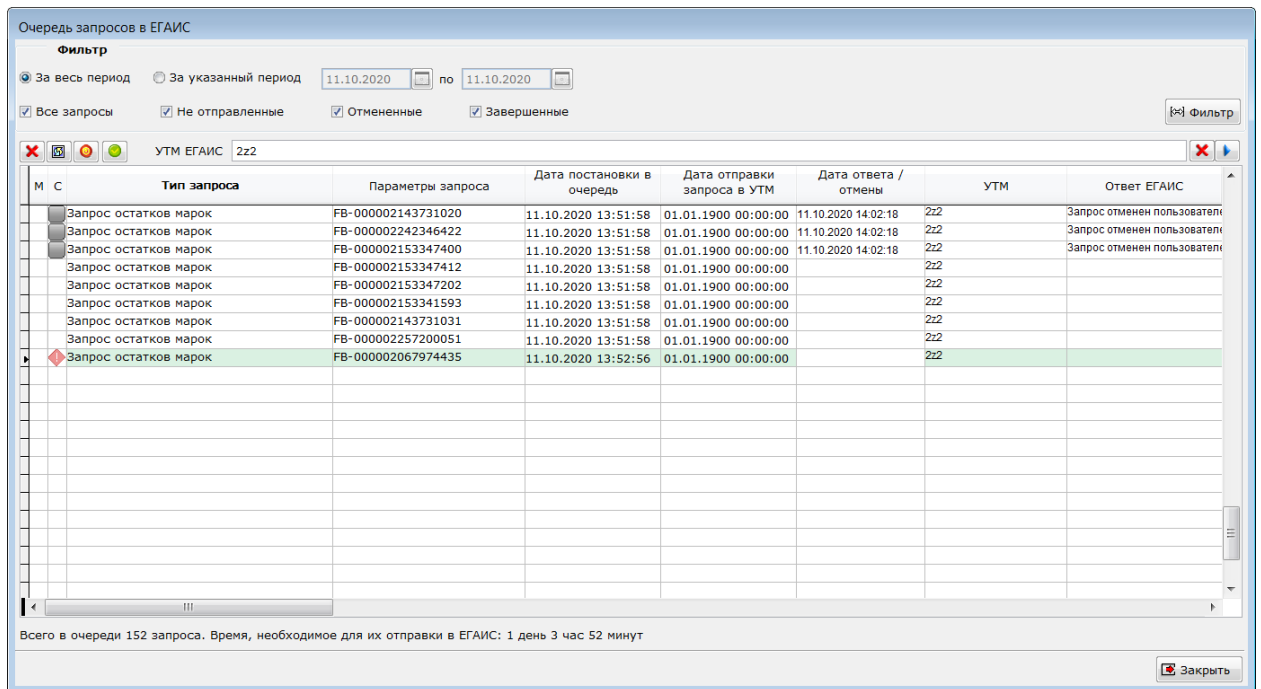 Очередь запросов в ЕГАИС
Фильтр
За весь период За указанный период 11.10.2020 по 11.10.2020
Все запросы Не отправленные Отмененные Завершенные Фильтр
УТМ ЕГАИС 2z2
М С Тип запроса Параметры запроса Дата постановки в очередь Дата отправки запроса в УТМ Дата ответа / отмены УТМ Ответ ЕГАИС
Запрос остатков марок FB-000002143731020 11.10.2020 13:51:58 01.01.1900 00:00:00 11.10.2020 14:02:18 2z2 Запрос отменен пользователе
Запрос остатков марок FB-000002242346422 11.10.2020 13:51:58 01.01.1900 00:00:00 11.10.2020 14:02:18 2z2 Запрос отменен пользователе
Запрос остатков марок FB-000002153347400 11.10.2020 13:51:58 01.01.1900 00:00:00 11.10.2020 14:02:18 2z2 Запрос отменен пользователе
Запрос остатков марок FB-000002153347412 11.10.2020 13:51:58 01.01.1900 00:00:00 2z2
Запрос остатков марок FB-000002153347202 11.10.2020 13:51:58 01.01.1900 00:00:00 2z2
Запрос остатков марок FB-000002153341593 11.10.2020 13:51:58 01.01.1900 00:00:00 2z2
Запрос остатков марок FB-000002143731031 11.10.2020 13:51:58 01.01.1900 00:00:00 2z2
Запрос остатков марок FB-000002257200051 11.10.2020 13:51:58 01.01.1900 00:00:00 2z2
Запрос остатков марок FB-000002067974435 11.10.2020 13:52:56 01.01.1900 00:00:00 2z2
Всего в очереди 152 запроса. Время, необходимое для их отправки в ЕГАИС: 1 день 3 час 52 минут
Закрыть